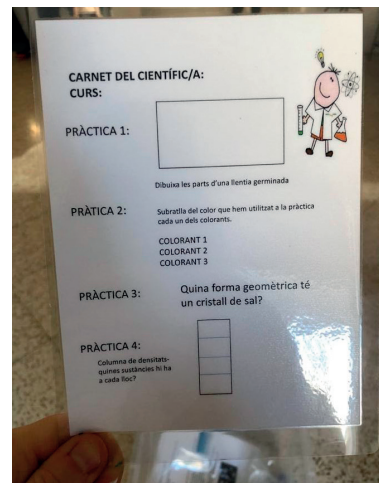 CARNET DEL CIENTÍFIC/A:
CURS:
PRÀCTICA 1:
Dibuixa les parts d'una llentia germinada
PRÀTICA 2:
Subratlla del color que hem utilitzat a la pràctica
cada un dels colorants.
COLORANT 1
COLORANT 2
COLORANT 3
PRÀCTICA 3:
Quina forma geomètrica té
un cristall de sal?
PRÀCTICA 4:
Columna de densitats-
quines sustàncies hi ha
a cada lloc?